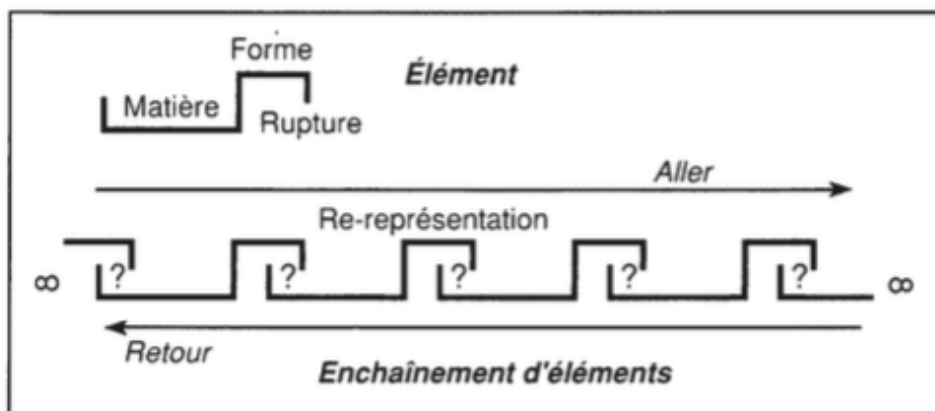 Forme
Élément
Matière
Rupture
Aller
Re-représentation
∞ ? ? ? ? ? ∞
Retour
Enchaînement d'éléments